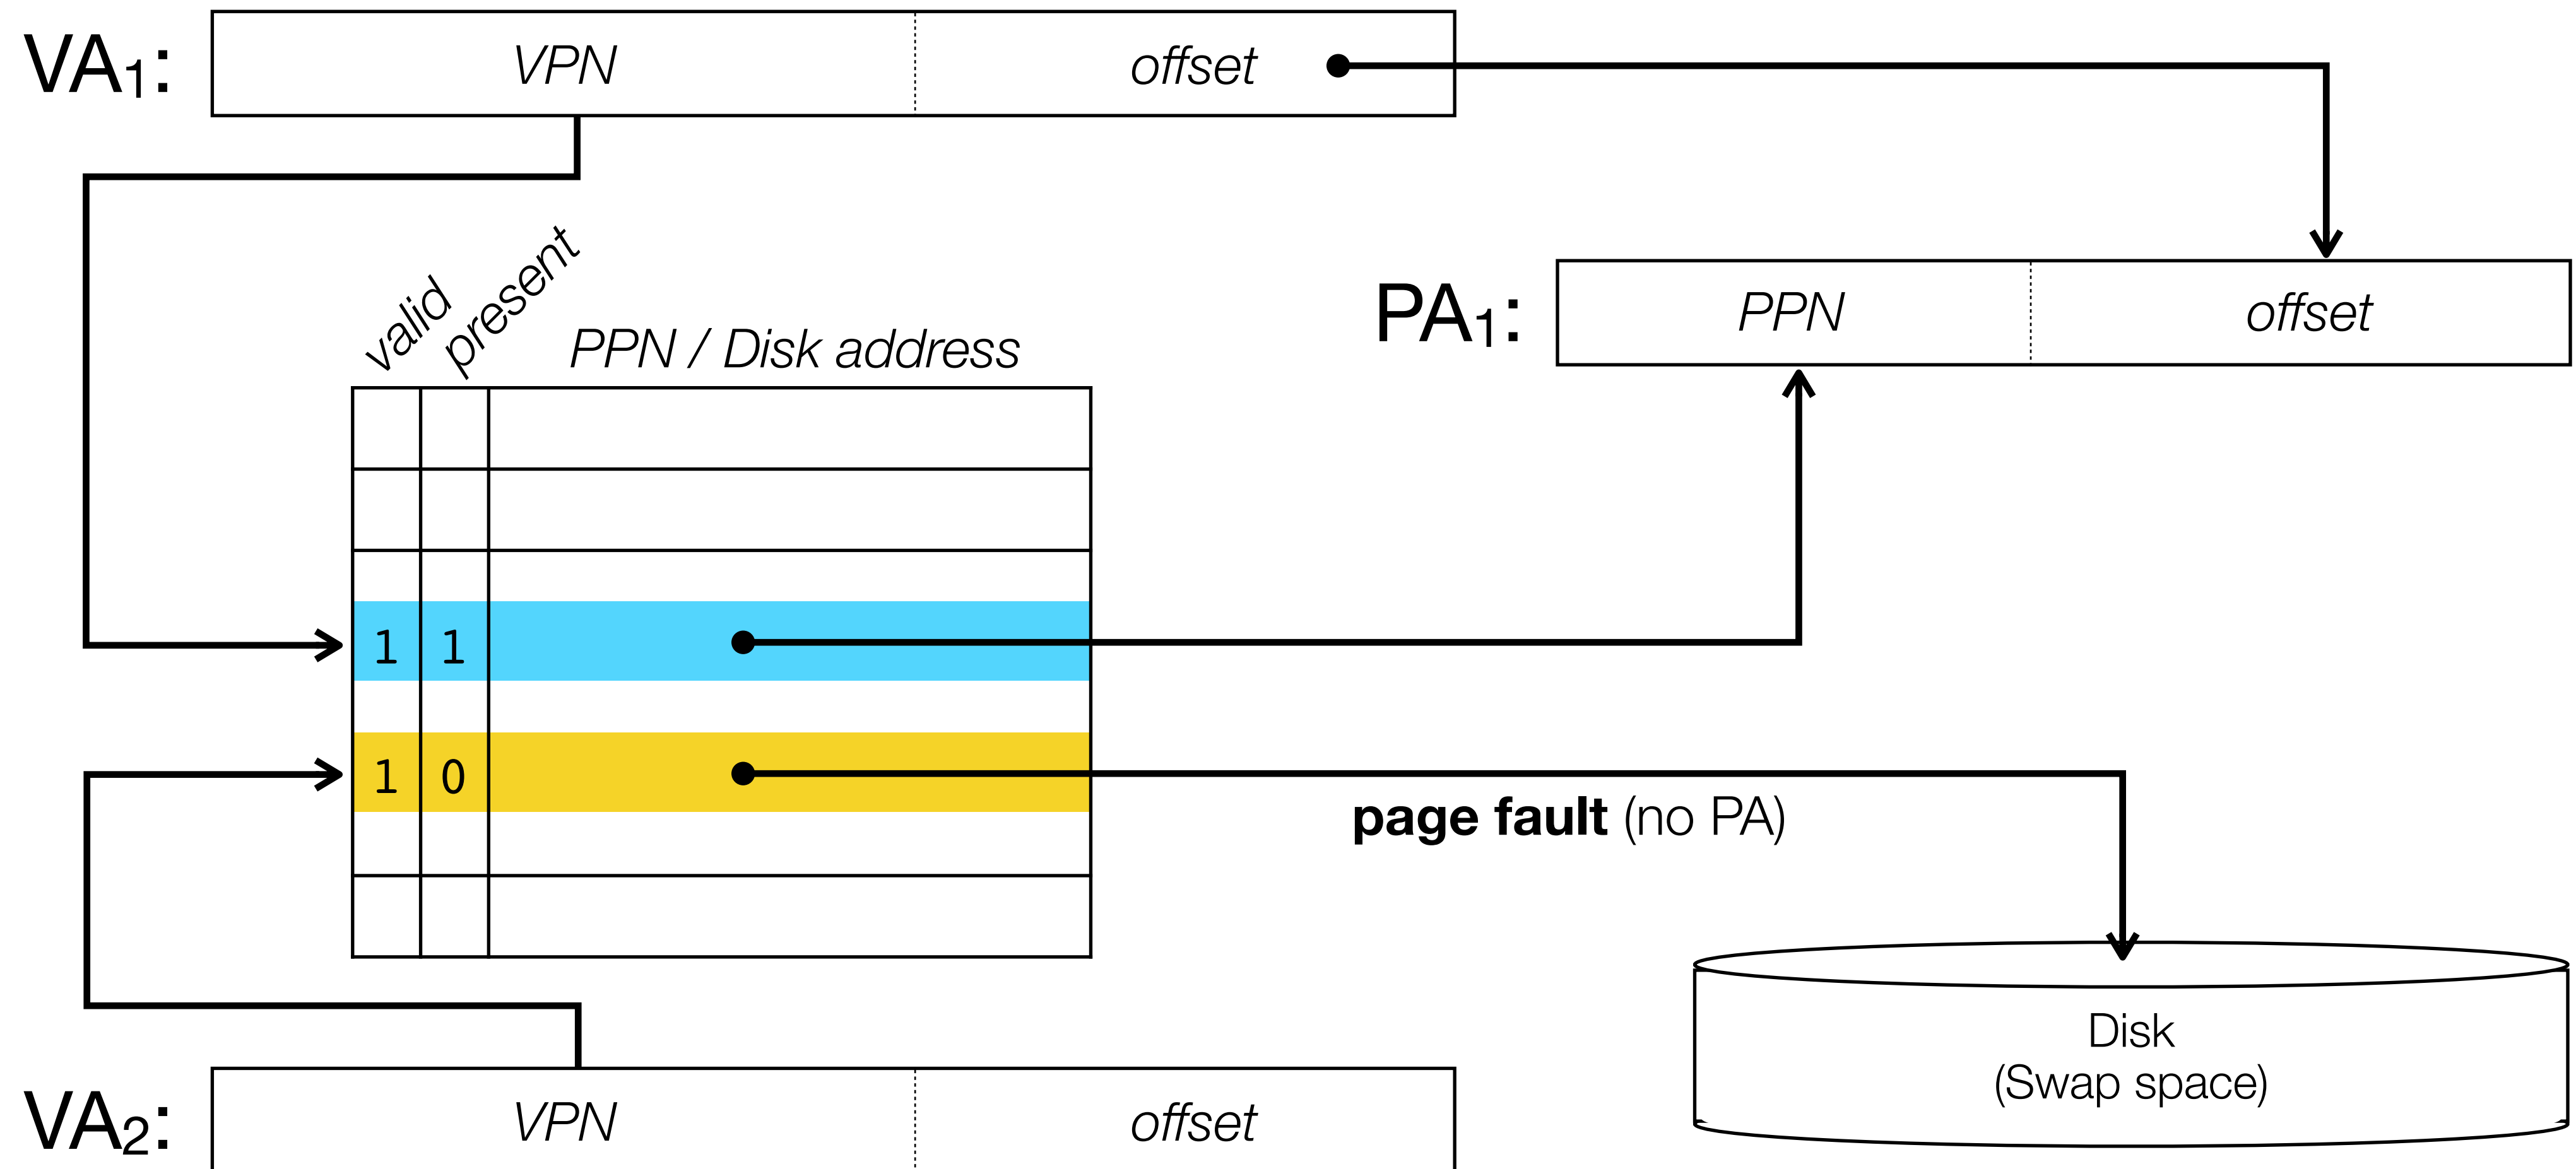 VA₁: VPN offset
valid present PPN / Disk address
PA₁: PPN offset
1 1
1 0
page fault (no PA)
Disk
(Swap space)
VA₂: VPN offset